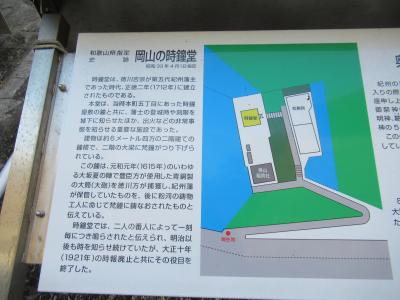 和歌山県指定
史跡 岡山の時鐘堂
昭和33年4月1日指定
時鐘堂は、徳川吉宗が第五代紀州藩主
であった時代、正徳二年(1712年)に建立
されたものである。
本堂は、当時本町五丁目にあった時鐘
屋敷の鐘と共に、藩士の登城時や刻限を
城下に知らせたほか、出火などの非常事
態を知らせる重要な施設であった。
建物は約6メートル四方の二階建ての
鐘楼で、二階の大梁に梵鐘がつり下げら
れている。
この鐘は、元和元年(1615年)のいわゆ
る大坂夏の陣で豊臣方が使用した青銅製
の大筒(大砲)を徳川方が捕獲し、紀州藩
が保管していたものを、後に粉河の鋳物
工人に命じて梵鐘に鋳なおされたものと
伝えている。
時鐘堂では、二人の番人によって一刻
毎につき鳴らされたと伝えられ、明治以
後も時を知らせ続けていたが、大正十年
(1921年)の時報廃止と共にその役目を
終了した。
時鐘堂
現在地
紀州の